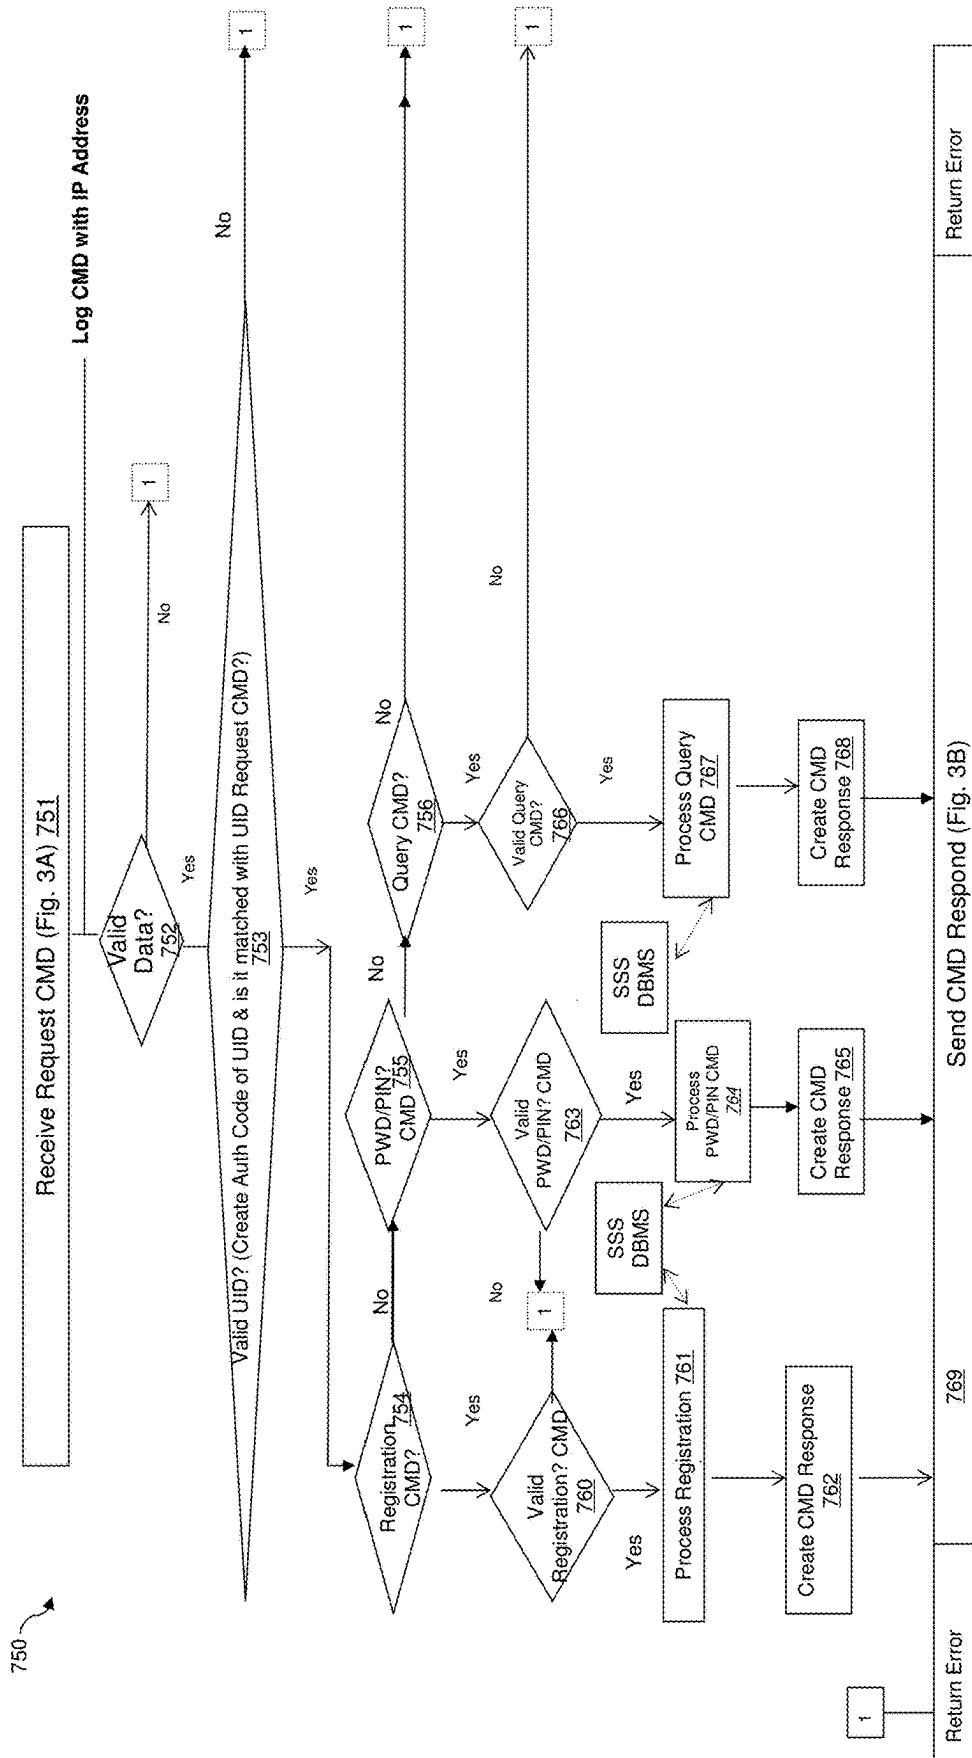 750
Receive Request CMD (Fig. 3A) 751
Log CMD with IP Address
Valid
Data?
752
No
1
Yes
Valid UID? (Create Auth Code of UID & is it matched with UID Request CMD?)
753
No
1
Yes
Registration
CMD?
754
No
PWD/PIN?
CMD 755
No
Query CMD?
756
No
1
Yes
Yes
Yes
Valid
Registration? CMD
760
1
No
Valid
PWD/PIN? CMD
763
Valid Query
CMD?
766
No
1
Yes
Yes
Yes
Process Registration 761
SSS
DBMS
Process
PWD/PIN CMD
764
SSS
DBMS
Process Query
CMD 767
Create CMD Response
762
Create CMD
Response 765
Create CMD
Response 768
1
Return Error
769
Send CMD Respond (Fig. 3B)
Return Error